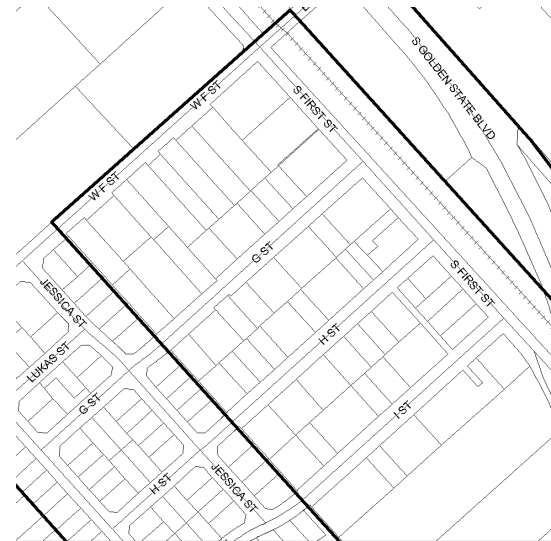 W F ST
S FIRST ST
S GOLDEN STATE BLVD
W F ST
G ST
JESSICA ST
S FIRST ST
H ST
LUKAS ST
G ST
I ST
H ST
JESSICA ST